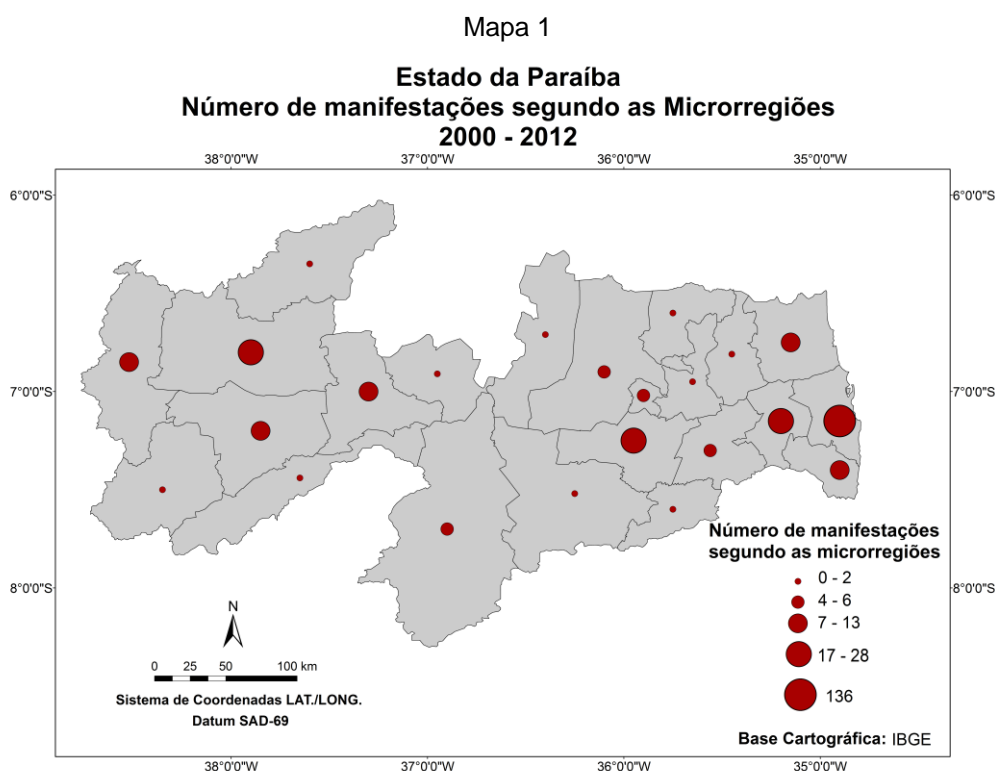 Mapa 1
Estado da Paraíba
Número de manifestações segundo as Microrregiões
2000 - 2012
38°0'0"W 37°0'0"W 36°0'0"W 35°0'0"W
6°0'0"S 6°0'0"S
7°0'0"S 7°0'0"S
8°0'0"S 8°0'0"S
Número de manifestações
segundo as microrregiões
0 - 2
4 - 6
7 - 13
17 - 28
136
N
0 25 50 100 km
Sistema de Coordenadas LAT./LONG.
Datum SAD-69
Base Cartográfica: IBGE
38°0'0"W 37°0'0"W 36°0'0"W 35°0'0"W